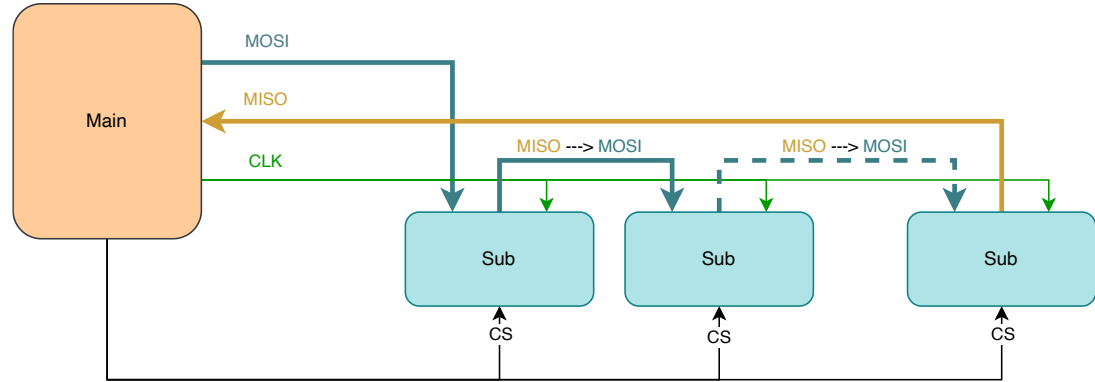 MOSI
Main
MISO
MISO ---> MOSI
MISO ---> MOSI
CLK
Sub
Sub
Sub
CS
CS
CS